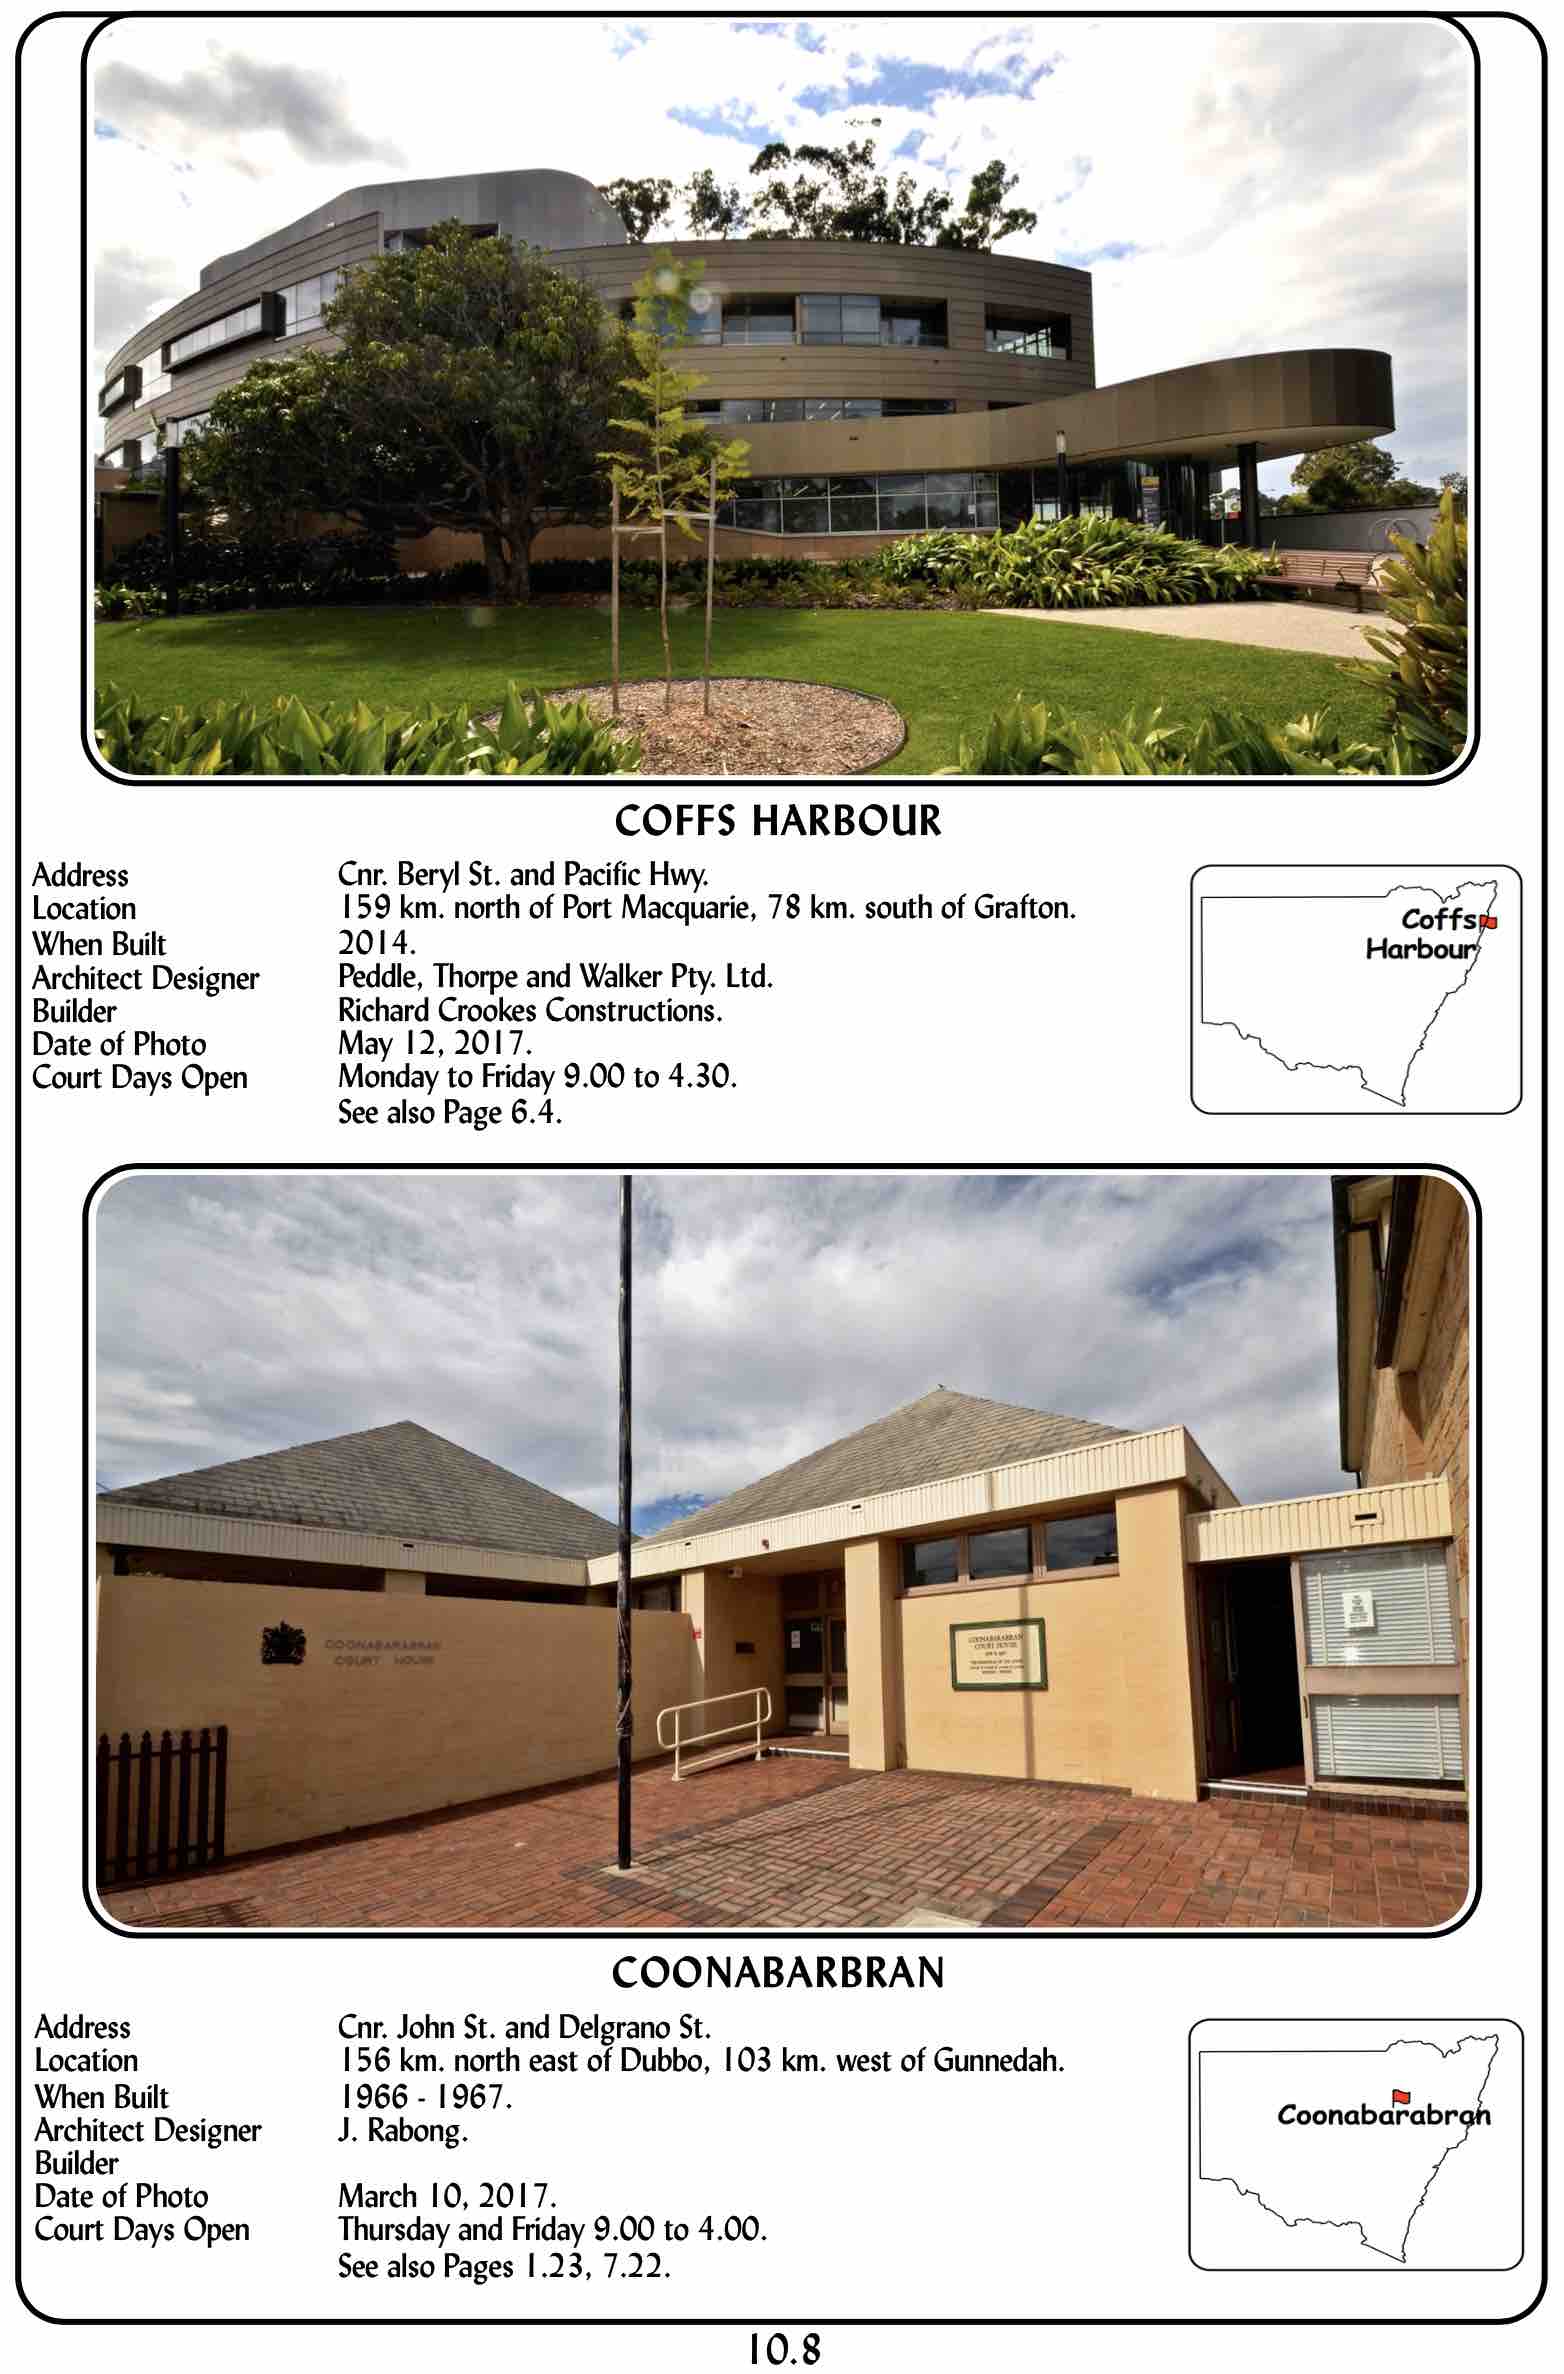 COFFS HARBOUR
Address Cnr. Beryl St. and Pacific Hwy.
Location 159 km. north of Port Macquarie, 78 km. south of Grafton.
When Built 2014.
Architect Designer Peddle, Thorpe and Walker Pty. Ltd.
Builder Richard Crookes Constructions.
Date of Photo May 12, 2017.
Court Days Open Monday to Friday 9.00 to 4.30.
See also Page 6.4.
Coffs
Harbour
COONABARABRAN
COURT HOUSE
COONABARABRAN
COURT HOUSE
COONABARBRAN
Address Cnr. John St. and Delgrano St.
Location 156 km. north east of Dubbo, 103 km. west of Gunnedah.
When Built 1966 - 1967.
Architect Designer J. Rabong.
Builder
Date of Photo March 10, 2017.
Court Days Open Thursday and Friday 9.00 to 4.00.
See also Pages 1.23, 7.22.
Coonabarabran
10.8